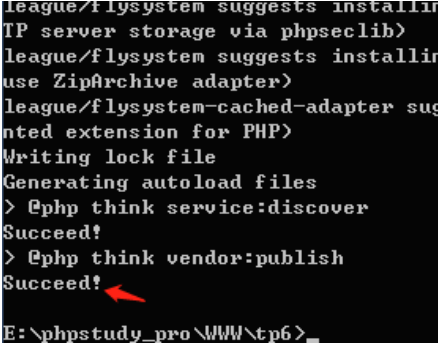 league/flysystem suggests installin
TP server storage via phpseclib)
league/flysystem suggests installin
use ZipArchive adapter)
league/flysystem-cached-adapter sug
nted extension for PHP)
Writing lock file
Generating autoload files
> @php think service:discover
Succeed!
> @php think vendor:publish
Succeed!
E:\phpstudy_pro\WWW\tp6>_